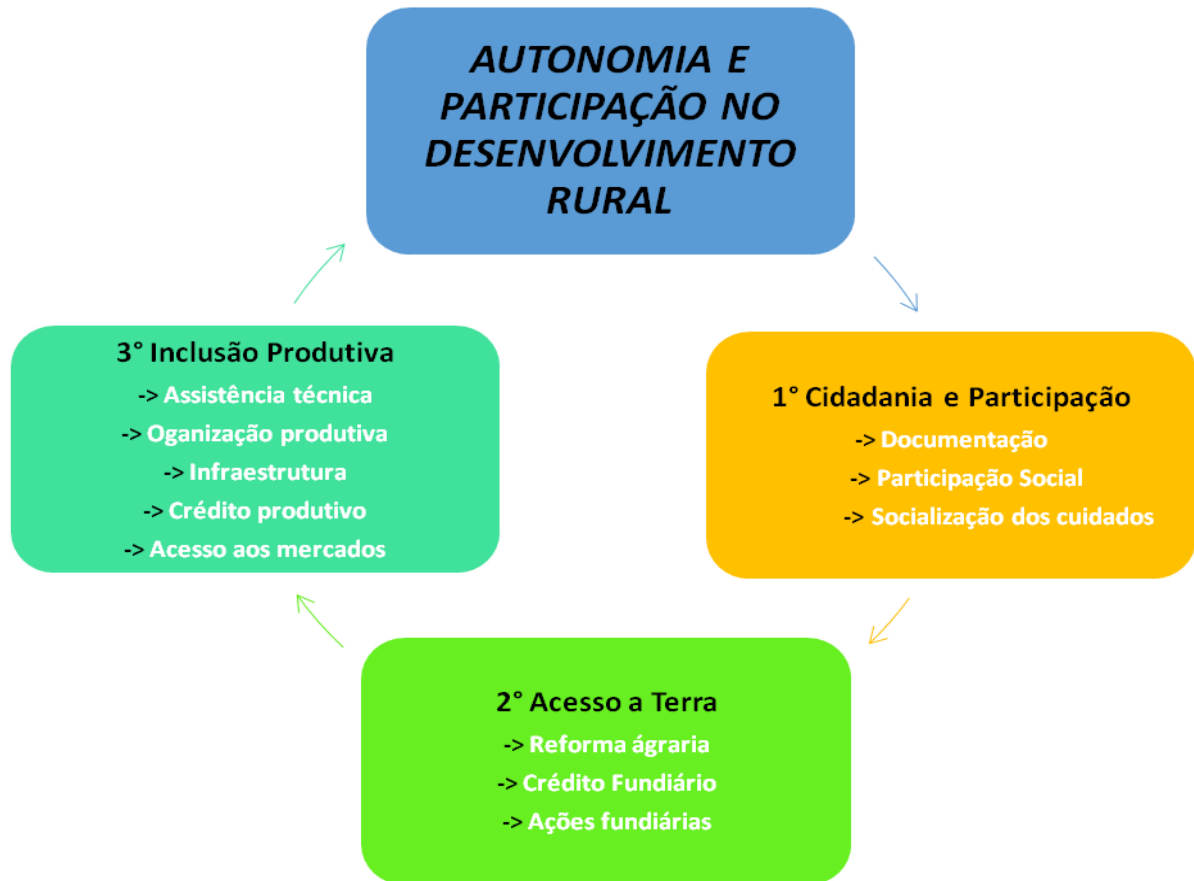 AUTONOMIA E
PARTICIPAÇÃO NO
DESENVOLVIMENTO
RURAL
3° Inclusão Produtiva
-> Assistência técnica
-> Oganização produtiva
-> Infraestrutura
-> Crédito produtivo
-> Acesso aos mercados
1° Cidadania e Participação
-> Documentação
-> Participação Social
-> Socialização dos cuidados
2° Acesso a Terra
-> Reforma ágraria
-> Crédito Fundiário
-> Ações fundiárias